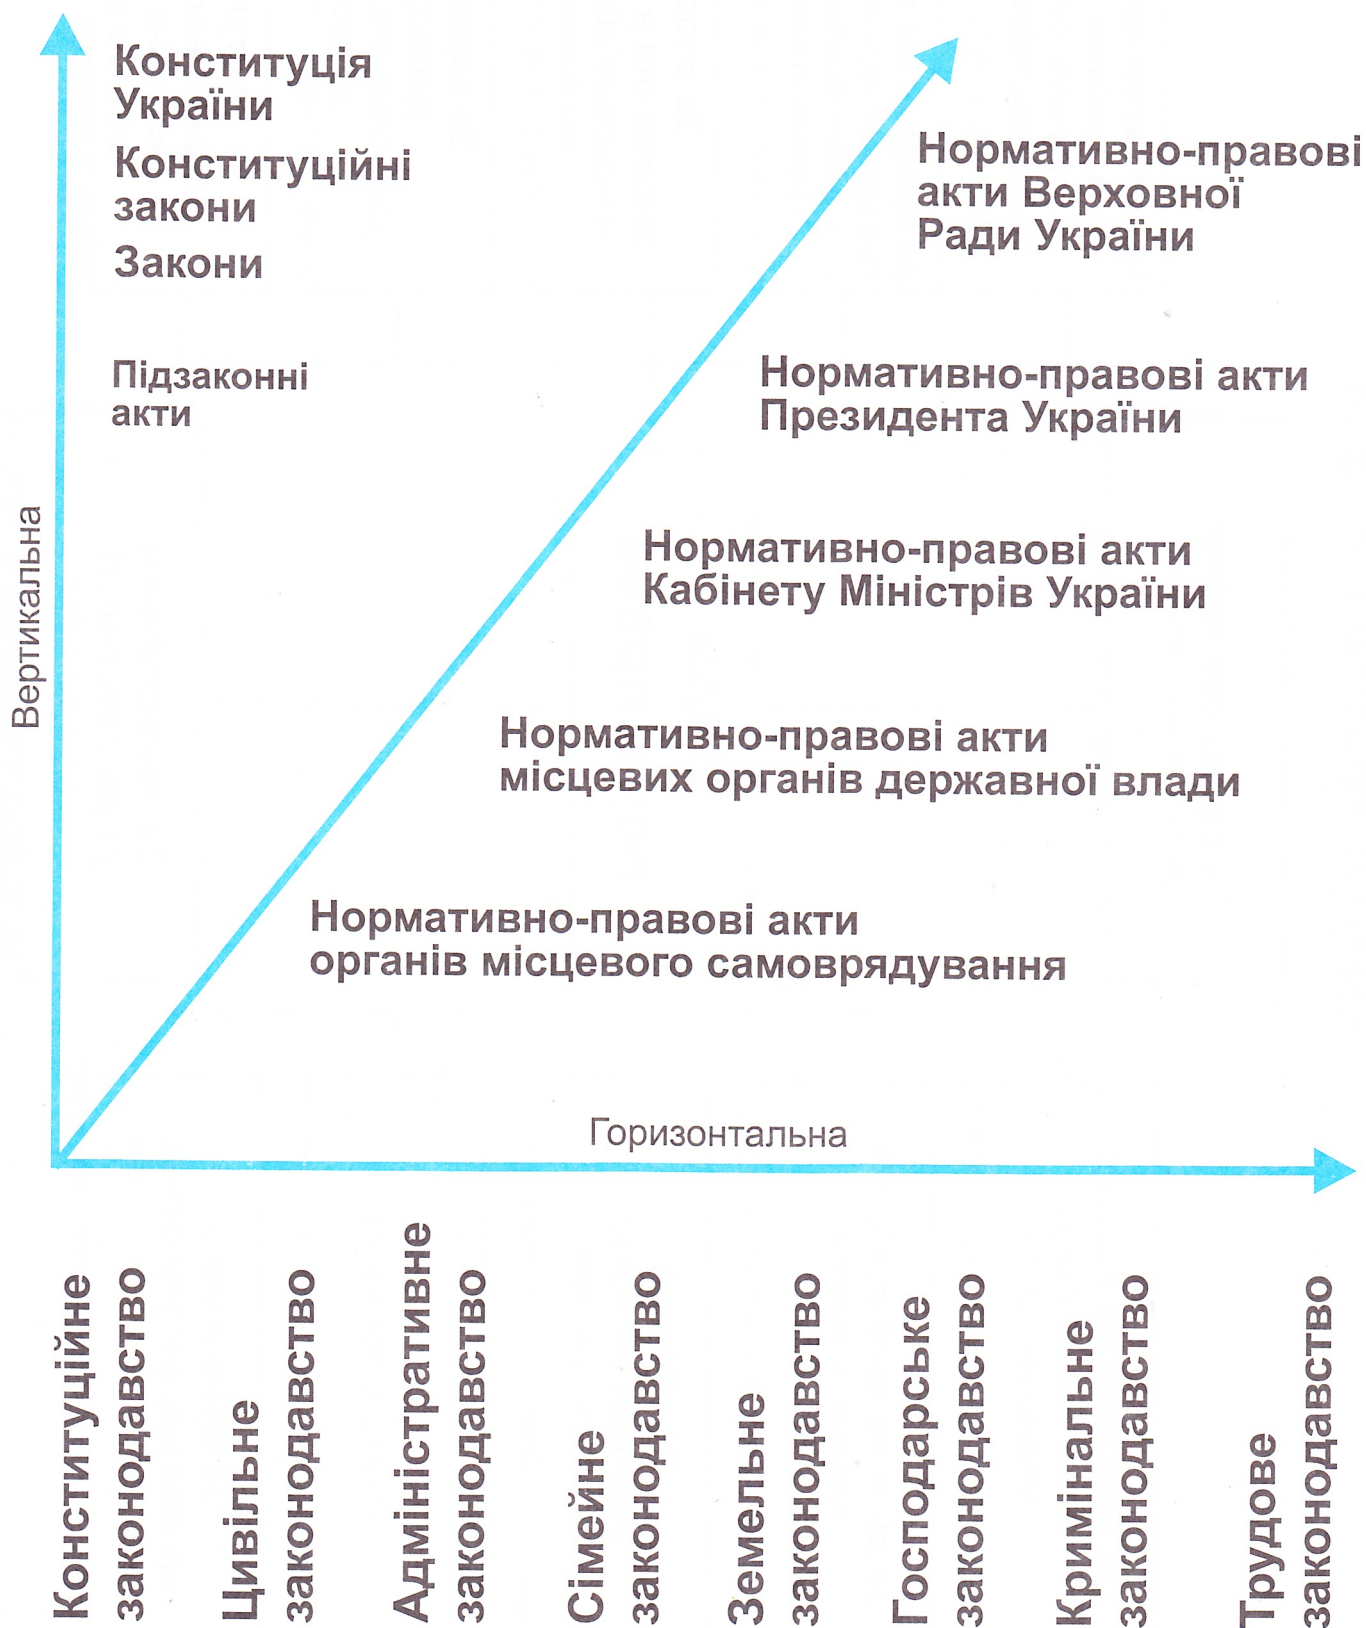 Конституція
України
Конституційні
закони
Закони
Підзаконні
акти
Вертикальна
Нормативно-правові
акти Верховної
Ради України
Нормативно-правові акти
Президента України
Нормативно-правові акти
Кабінету Міністрів України
Нормативно-правові акти
місцевих органів державної влади
Нормативно-правові акти
органів місцевого самоврядування
Горизонтальна
Конституційне
законодавство
Цивільне
законодавство
Адміністративне
законодавство
Сімейне
законодавство
Земельне
законодавство
Господарське
законодавство
Кримінальне
законодавство
Трудове
законодавство